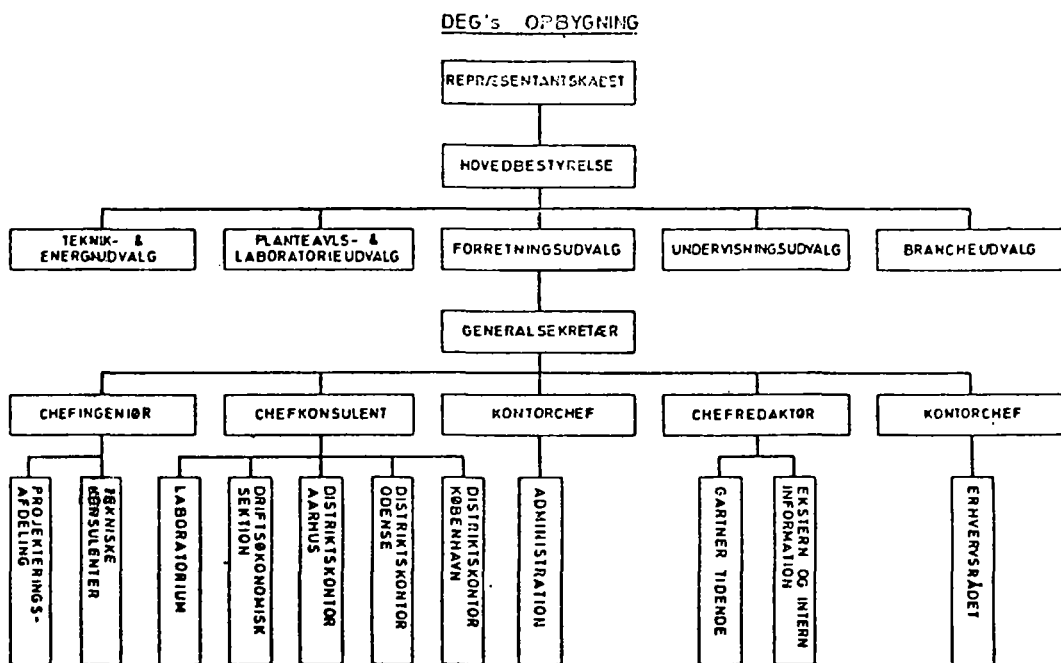 DEG's OPBYGNING
REPRÆSENTANTSKABET
HOVEDBESTYRELSE
TEKNIK- &
ENERGIUDVALG
PLANTEAVLS- &
LABORATORIEUDVALG
FORRETNINGSUDVALG
UNDERVISNINGSUDVALG
BRANCHEUDVALG
GENERALSEKRETÆR
CHEFINGENIØR
CHEFKONSULENT
KONTORCHEF
CHEFREDAKTØR
KONTORCHEF
PROJEKTERINGS-
AFDELING
TEKNISKE
KONSULENTER
LABORATORIUM
DRIFTSØKONOMISK
SEKTION
DISTRIKTSKONTOR
AARHUS
DISTRIKTSKONTOR
ODENSE
DISTRIKTSKONTOR
KØBENHAVN
ADMINISTRATION
GARTNER TIDENDE
EKSTERN OG INTERN
INFORMATION
ERHVERVSRÅDET